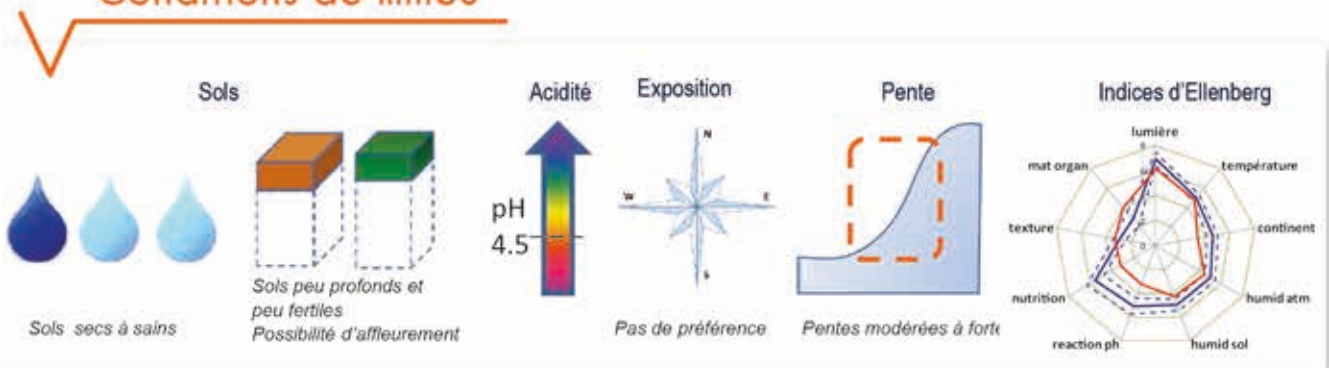 Sols
Acidité
Exposition
Pente
Indices d'Ellenberg
Sols secs à sains
Sols peu profonds et
peu fertiles
Possibilité d'affleurement
pH
4.5
N
W
E
S
Pas de préférence
Pentes modérées à forte
lumière
température
continent
humid atm
humid sol
reaction ph
nutrition
texture
mat organ
0